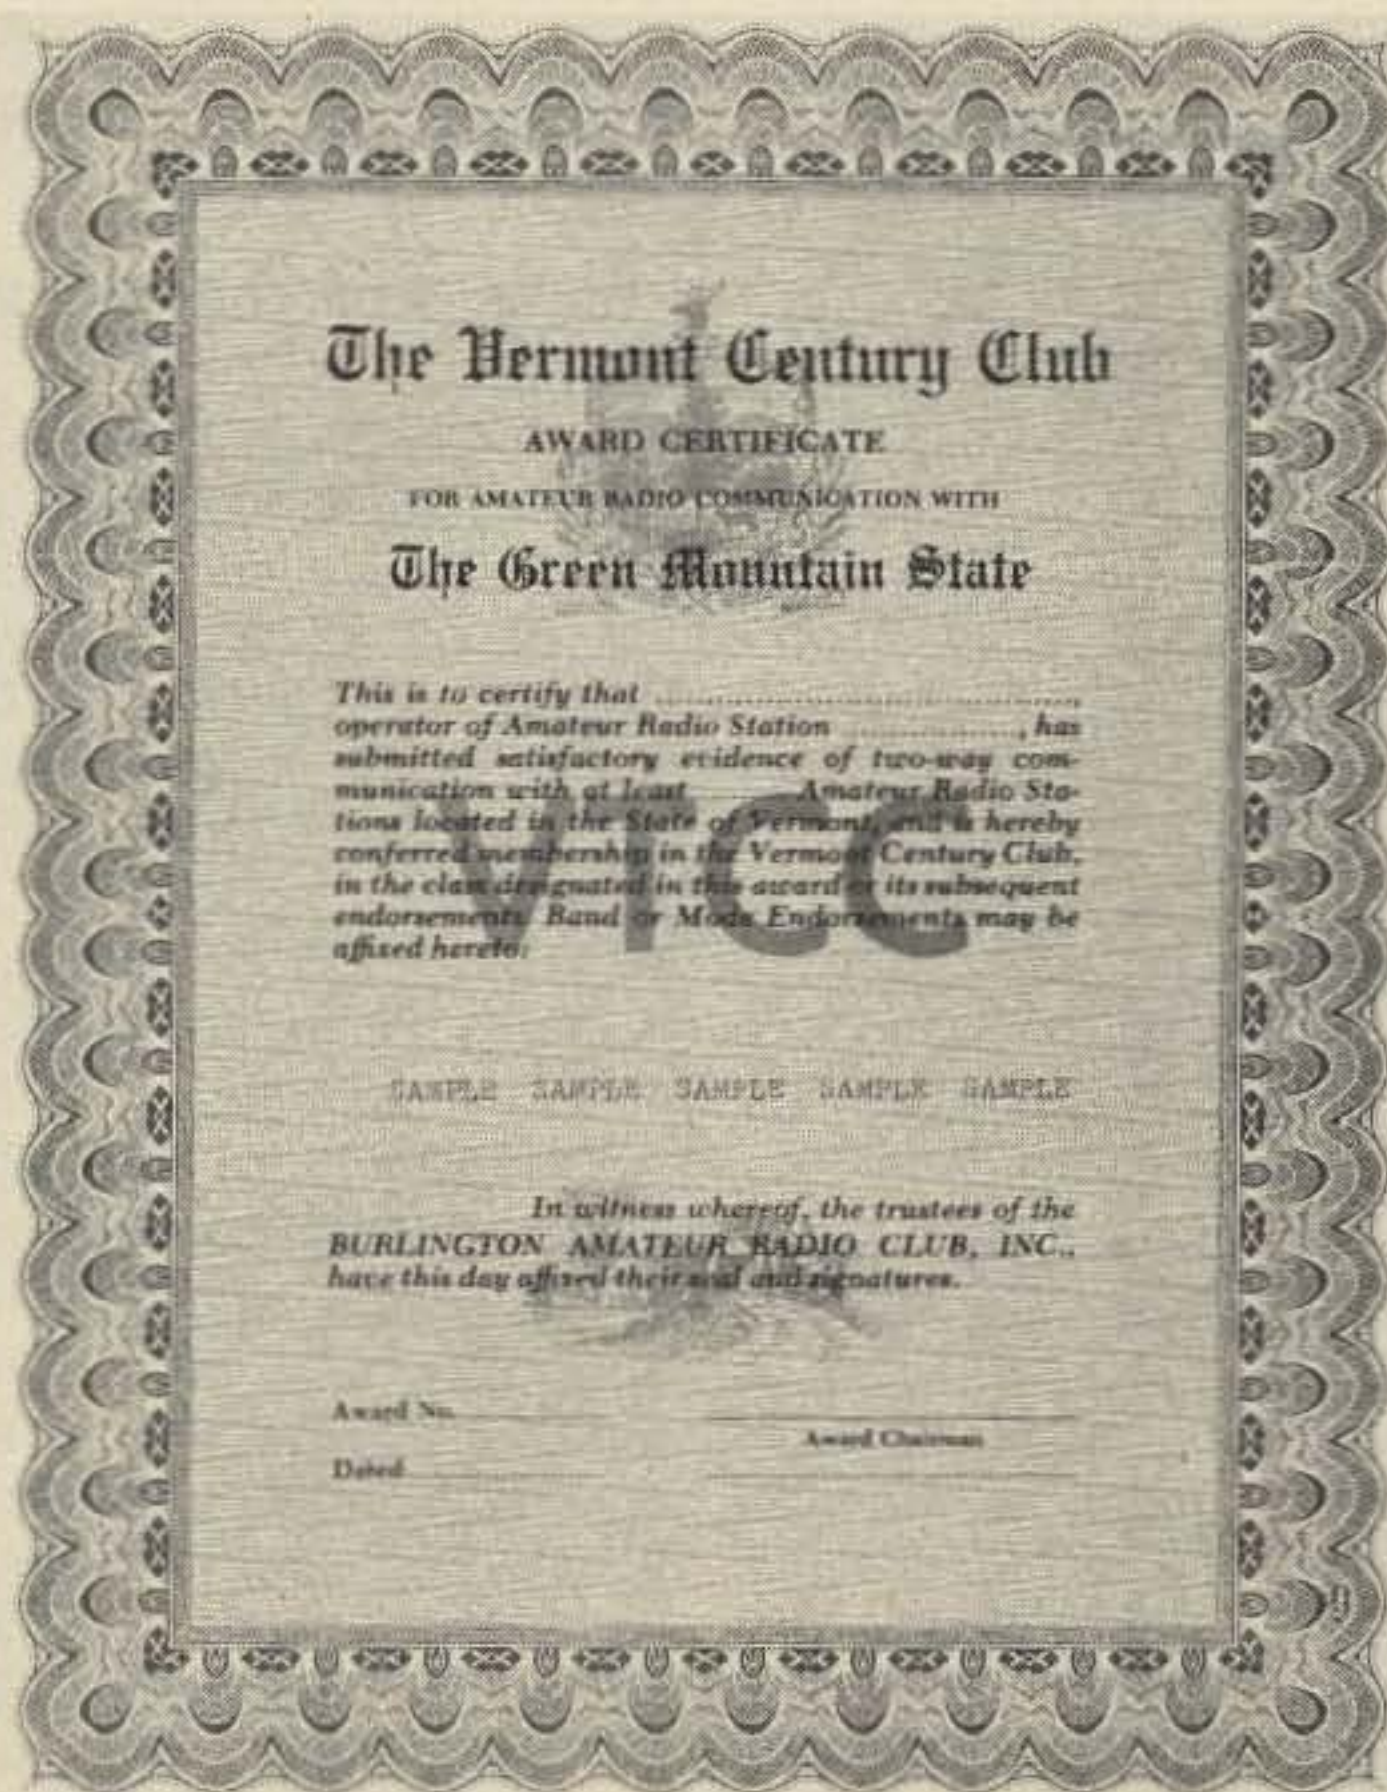 The Vermont Century Club
AWARD CERTIFICATE
FOR AMATEUR RADIO COMMUNICATION WITH
The Green Mountain State
This is to certify that ........................................,
operator of Amateur Radio Station .................., has
submitted satisfactory evidence of two-way com-
munication with at least ............ Amateur Radio Sta-
tions located in the State of Vermont, and is hereby
conferred membership in the Vermont Century Club,
in the class designated in this award or its subsequent
endorsements. Band or Mode Endorsements may be
affixed hereto:
VTCC
SAMPLE SAMPLE SAMPLE SAMPLE SAMPLE
In witness whereof, the trustees of the
BURLINGTON AMATEUR RADIO CLUB, INC.,
have this day affixed their seal and signatures.
Award No.
Award Chairman
Dated